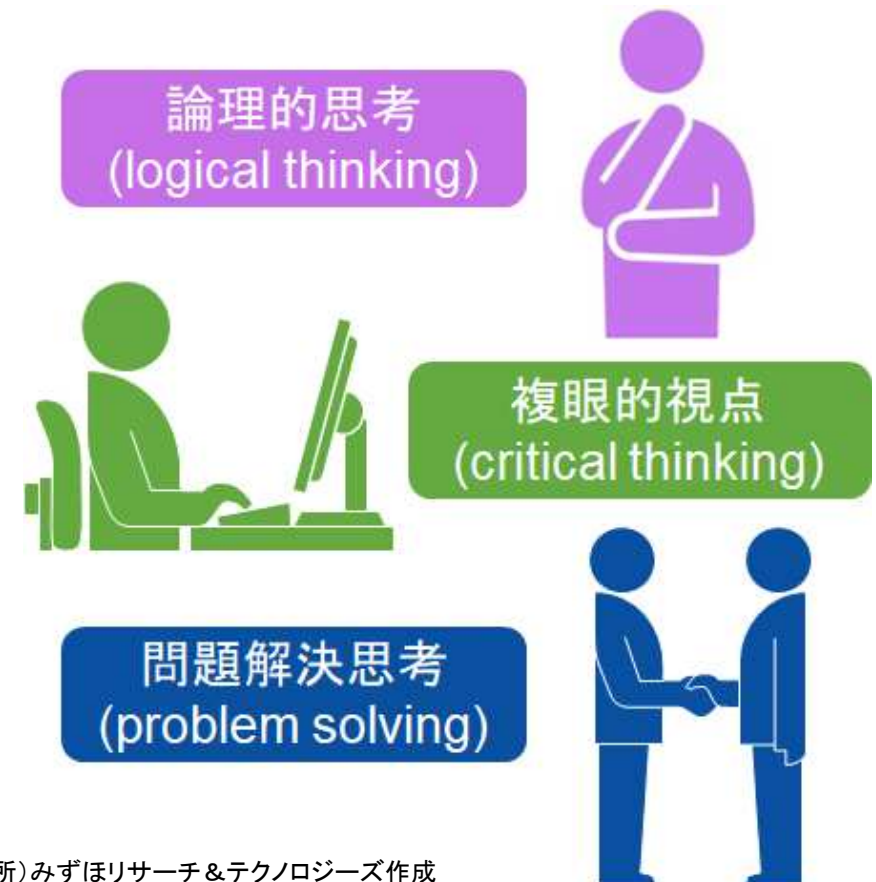 論理的思考
(logical thinking)
複眼的視点
(critical thinking)
問題解決思考
(problem solving)
所)みずほリサーチ&テクノロジーズ作成